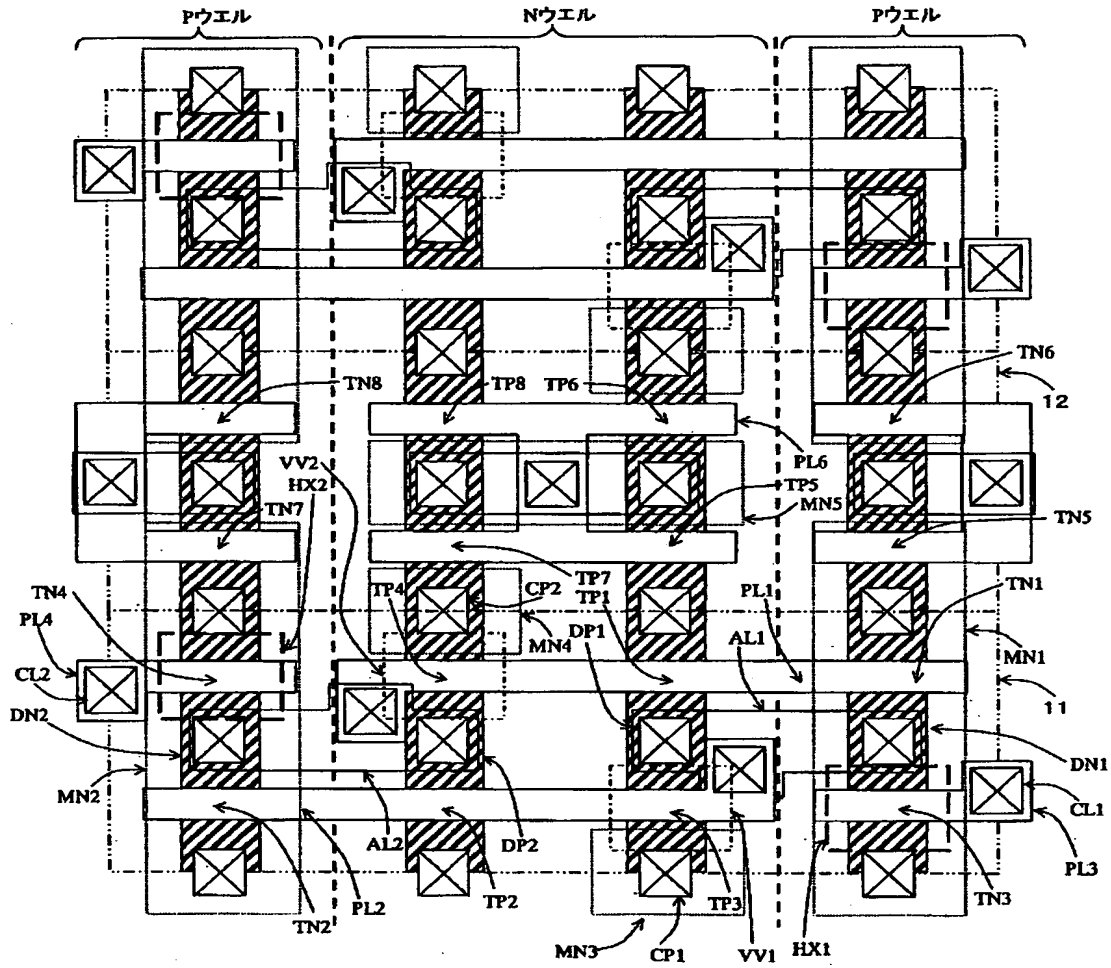 Pウエル Nウエル Pウエル
TN8 TP8 TP6 TN6
12
VV2 PL6
HX2 TP5
MN5
TN7 TN5
TP7
TN4 TP4 CP2 TP1 PL1 TN1
PL4 DP1 AL1
MN4 MN1
CL2
11
DN2
DN1
MN2
CL1
AL2 DP2
PL3
TN2 PL2 TP2 TP3 TN3
MN3 CP1 VV1 HX1